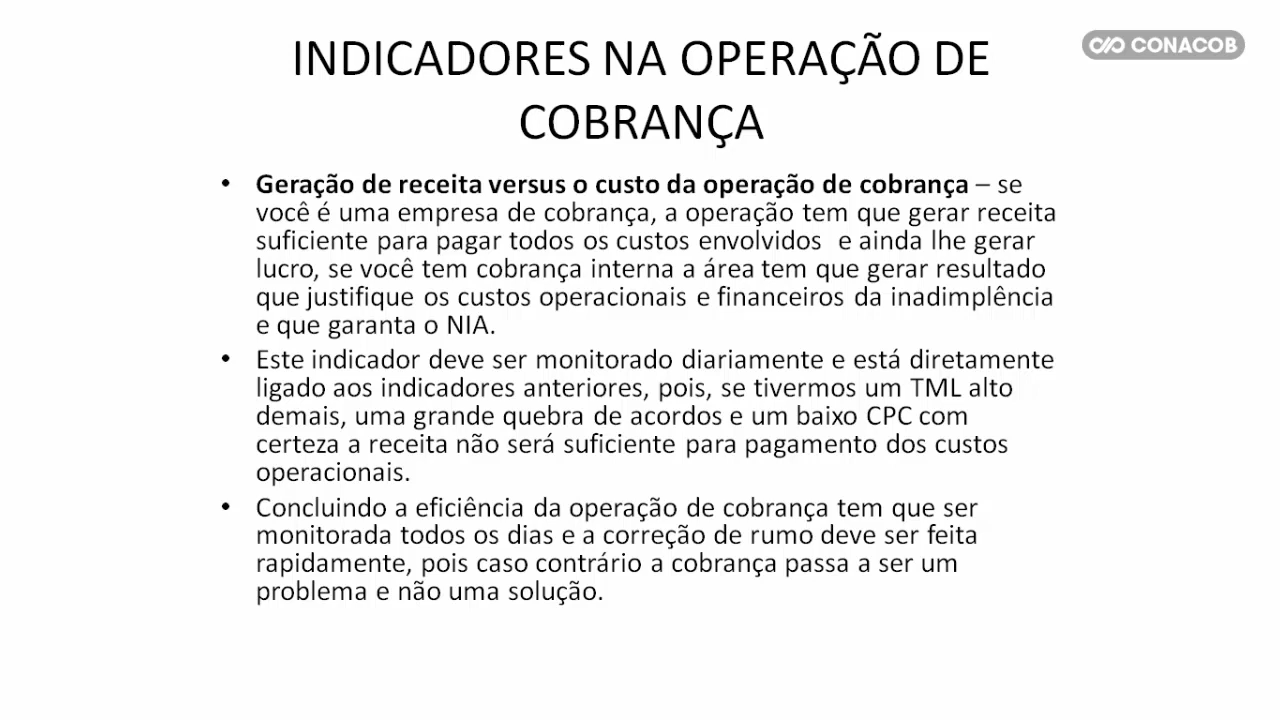 INDICADORES NA OPERAÇÃO DE
COBRANÇA
CONACOB
• Geração de receita versus o custo da operação de cobrança – se
você é uma empresa de cobrança, a operação tem que gerar receita
suficiente para pagar todos os custos envolvidos e ainda lhe gerar
lucro, se você tem cobrança interna a área tem que gerar resultado
que justifique os custos operacionais e financeiros da inadimplência
e que garanta o NIA.
• Este indicador deve ser monitorado diariamente e está diretamente
ligado aos indicadores anteriores, pois, se tivermos um TML alto
demais, uma grande quebra de acordos e um baixo CPC com
certeza a receita não será suficiente para pagamento dos custos
operacionais.
• Concluindo a eficiência da operação de cobrança tem que ser
monitorada todos os dias e a correção de rumo deve ser feita
rapidamente, pois caso contrário a cobrança passa a ser um
problema e não uma solução.